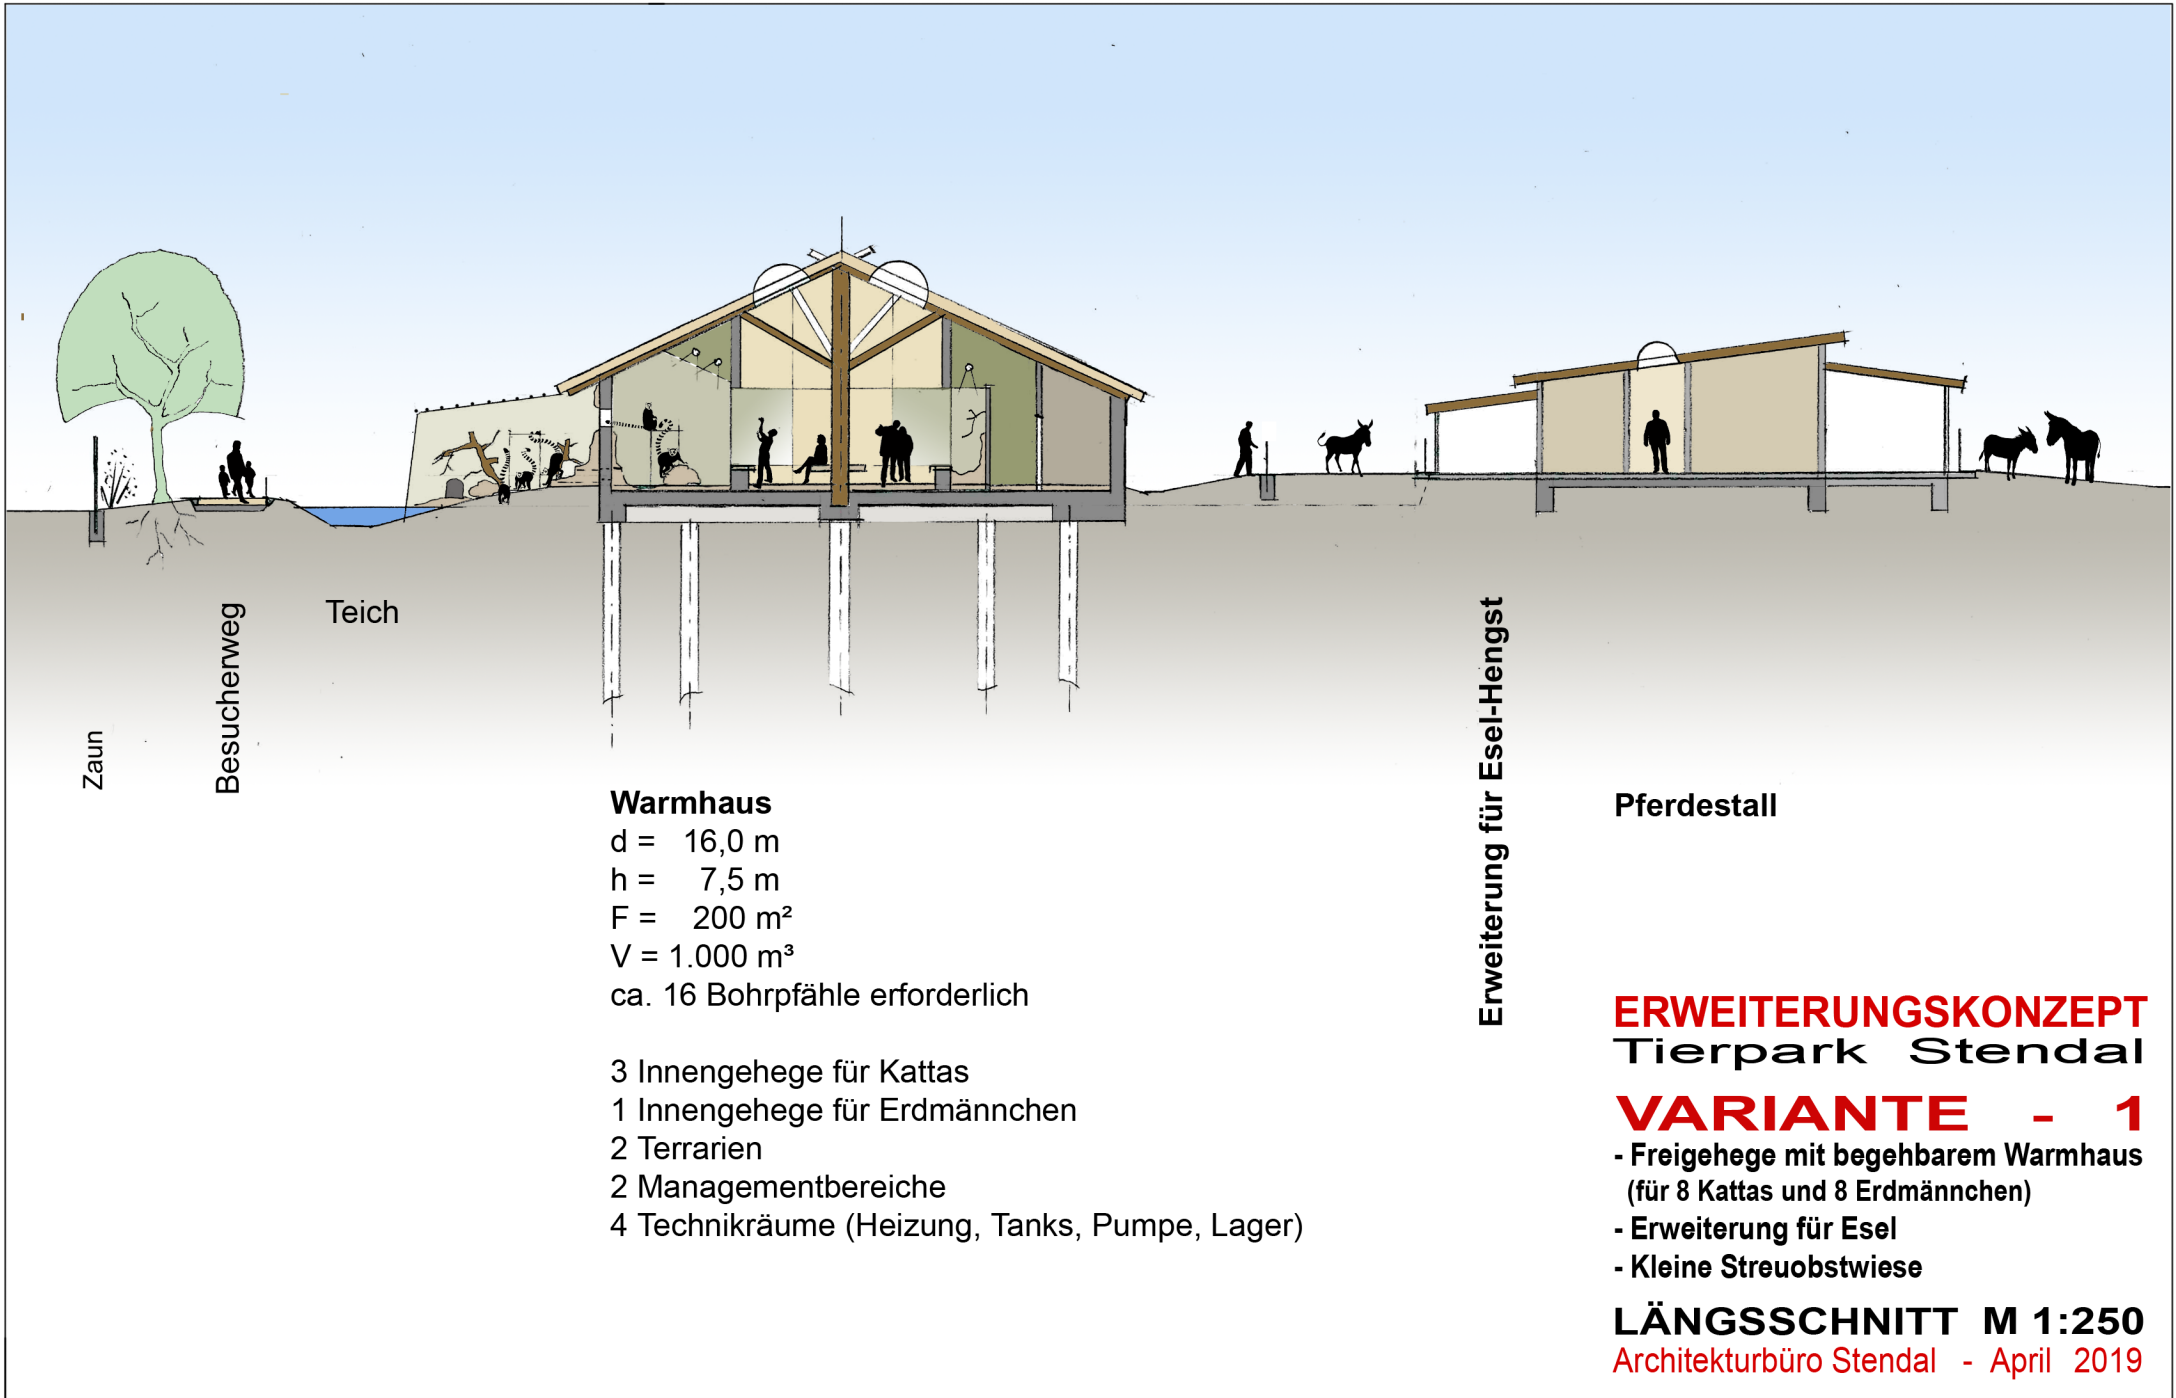 Zaun
Besucherweg
Teich
Warmhaus
d = 16,0 m
h = 7,5 m
F = 200 m²
V = 1.000 m³
ca. 16 Bohrpfähle erforderlich
3 Innengehege für Kattas
1 Innengehege für Erdmännchen
2 Terrarien
2 Managementbereiche
4 Technikräume (Heizung, Tanks, Pumpe, Lager)
Erweiterung für Esel-Hengst
Pferdestall
ERWEITERUNGSKONZEPT
Tierpark Stendal
VARIANTE - 1
- Freigehege mit begehbarem Warmhaus
(für 8 Kattas und 8 Erdmännchen)
- Erweiterung für Esel
- Kleine Streuobstwiese
LÄNGSSCHNITT M 1:250
Architekturbüro Stendal - April 2019